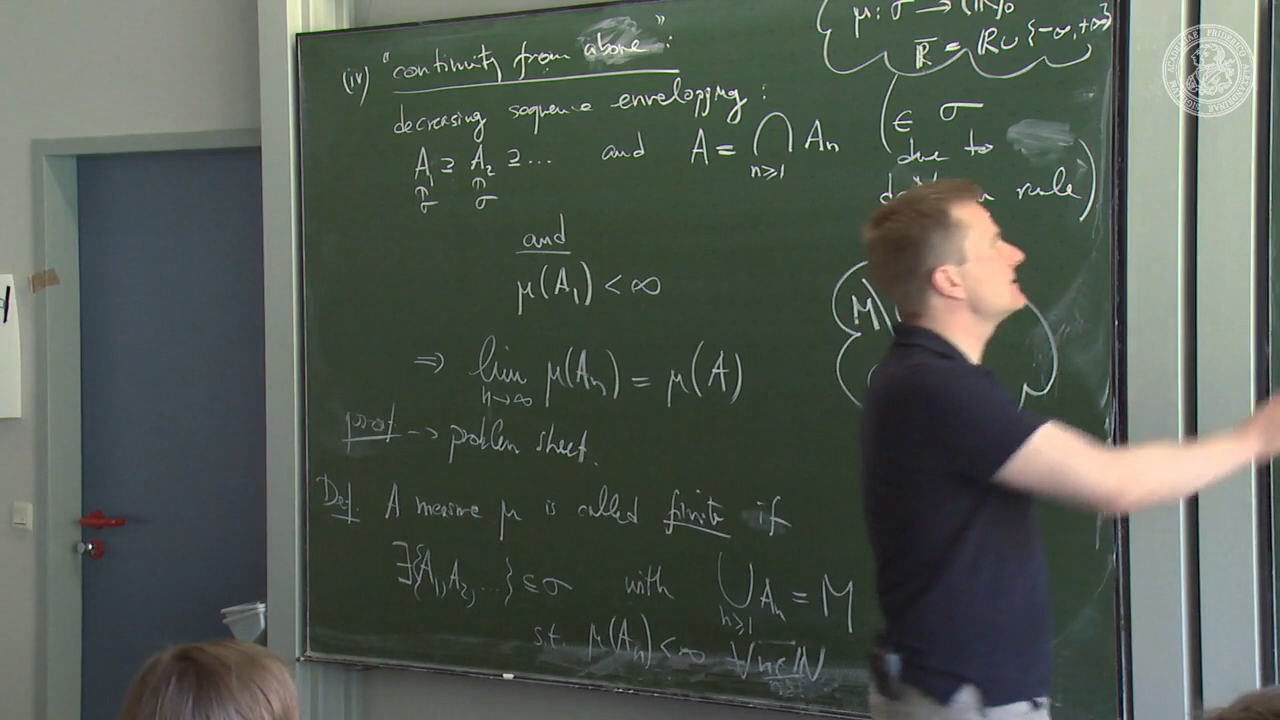 (iv) "continuity from above":
decreasing sequence enveloping:
A₁ ⊇ A₂ ⊇ ... and A = ⋂ Aₙ
n≥1
σ σ
and
μ(A₁) < ∞
⇒ lim μ(Aₙ) = μ(A)
n→∞
proof → problem sheet.
Def. A measure μ is called finite if
∃{A₁, A₂, ...} ⊆ σ with ⋃ Aₙ = M
n≥1
s.t. μ(Aₙ) < ∞ ∀ n∈ℕ
μ: σ →
ℝ̄ = ℝ ∪ {-∞, +∞}
(∈ σ
due to
rule)
M\